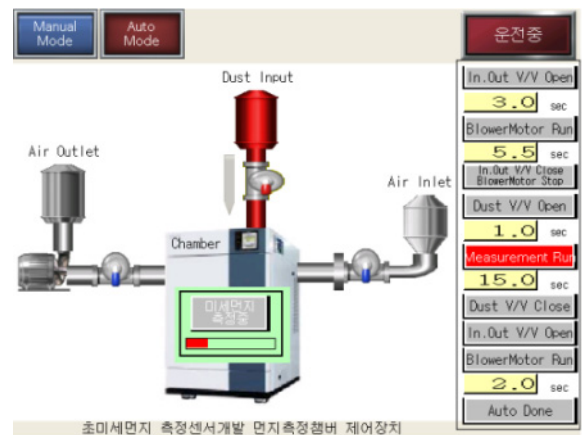 Manual
Mode
Auto
Mode
운전중
Dust Input
Air Outlet
Air Inlet
Chamber
미세먼지
측정중
In.Out V/V Open
3.0 sec
BlowerMotor Run
5.5 sec
In.Out V/V Close
BlowerMotor Stop
Dust V/V Open
1.0 sec
Measurement Run
15.0 sec
Dust V/V Close
In.Out V/V Open
BlowerMotor Run
2.0 sec
Auto Done
초미세먼지 측정센서개발 먼지측정챔버 제어장치